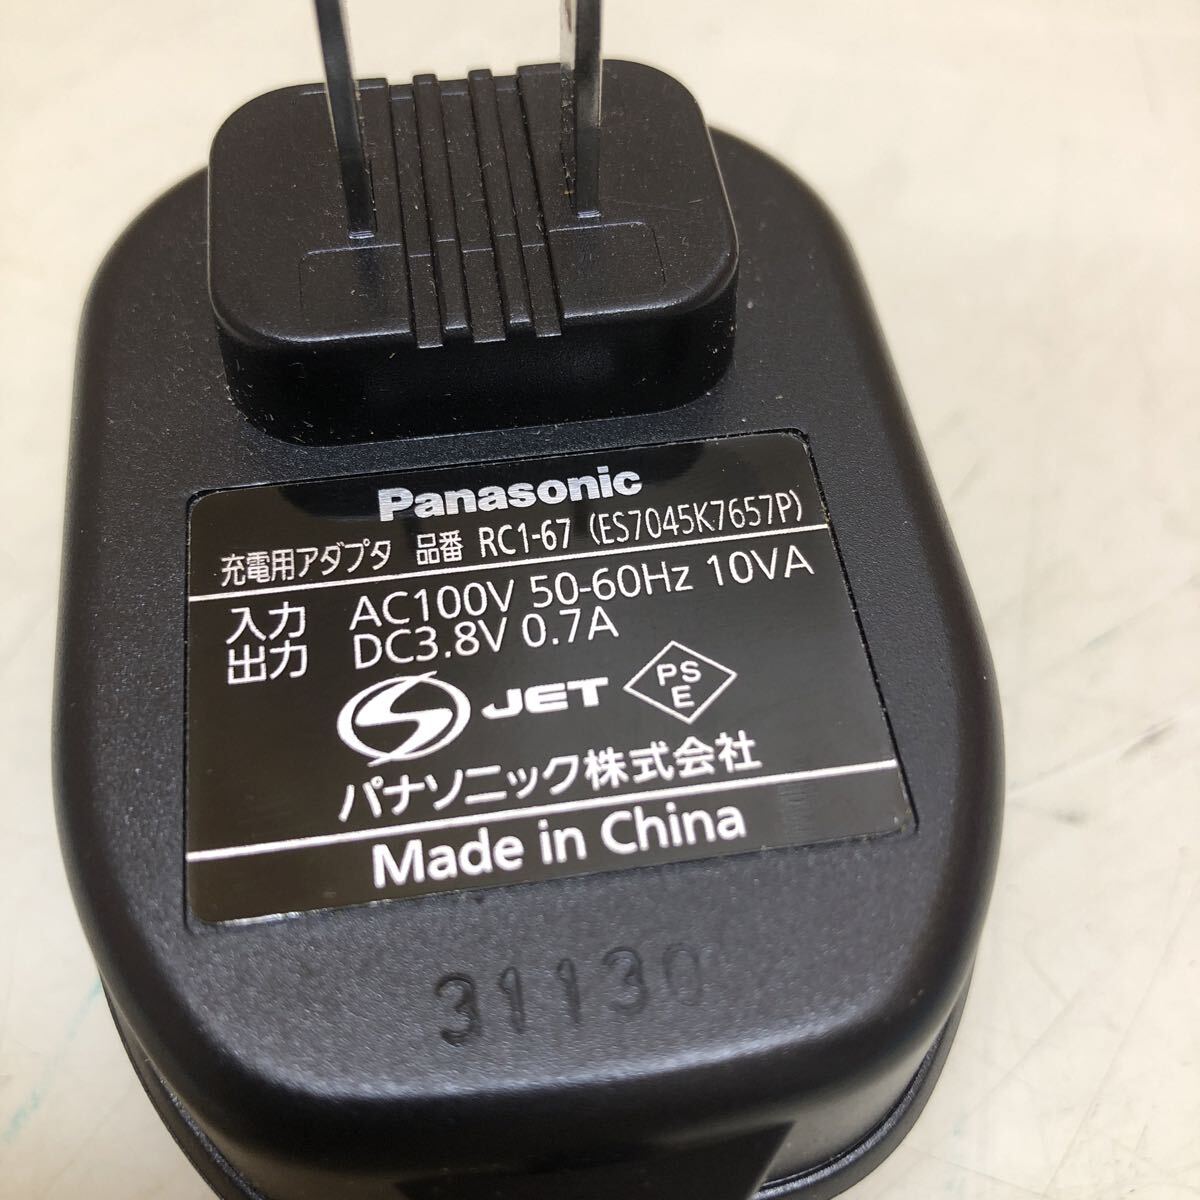 Panasonic
充電用アダプタ 品番 RC1-67 (ES7045K7657P)
入力 AC100V 50-60Hz 10VA
出力 DC3.8V 0.7A
JET PSE
パナソニック株式会社
Made in China
31130